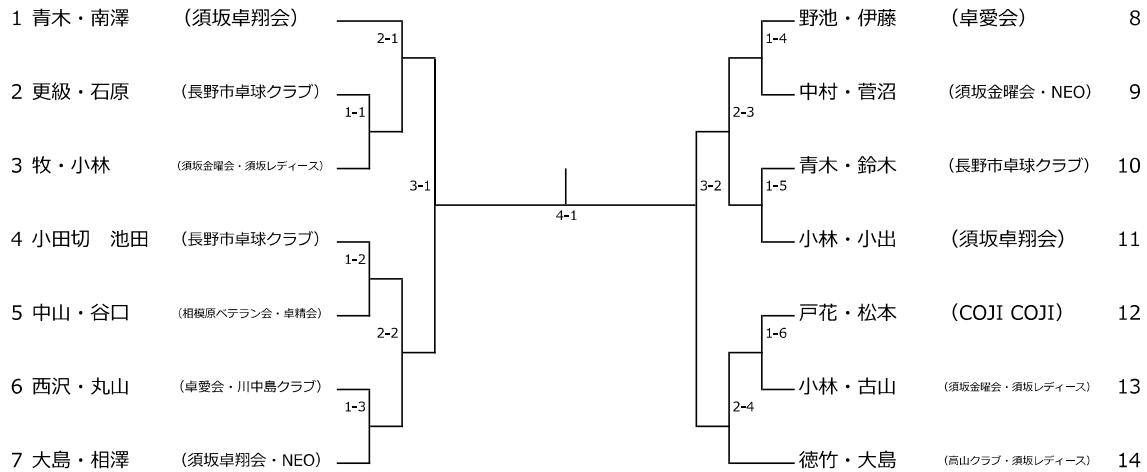 1 青木・南澤 (須坂卓翔会)
2-1
2 更級・石原 (長野市卓球クラブ)
1-1
3 牧・小林 (須坂金曜会・須坂レディース)
3-1
4 小田切　池田 (長野市卓球クラブ)
1-2
5 中山・谷口 (相模原ベテラン会・卓精会)
2-2
6 西沢・丸山 (卓愛会・川中島クラブ)
1-3
7 大島・相澤 (須坂卓翔会・NEO)
4-1
野池・伊藤 (卓愛会) 8
1-4
中村・菅沼 (須坂金曜会・NEO) 9
2-3
青木・鈴木 (長野市卓球クラブ) 10
3-2
1-5
小林・小出 (須坂卓翔会) 11
戸花・松本 (COJI COJI) 12
1-6
小林・古山 (須坂金曜会・須坂レディース) 13
2-4
徳竹・大島 (高山クラブ・須坂レディース) 14